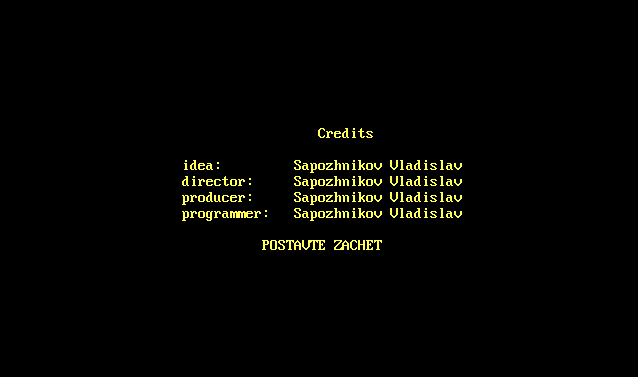 Credits
idea: Sapozhnikov Vladislav
director: Sapozhnikov Vladislav
producer: Sapozhnikov Vladislav
programmer: Sapozhnikov Vladislav
POSTAVTE ZACHET